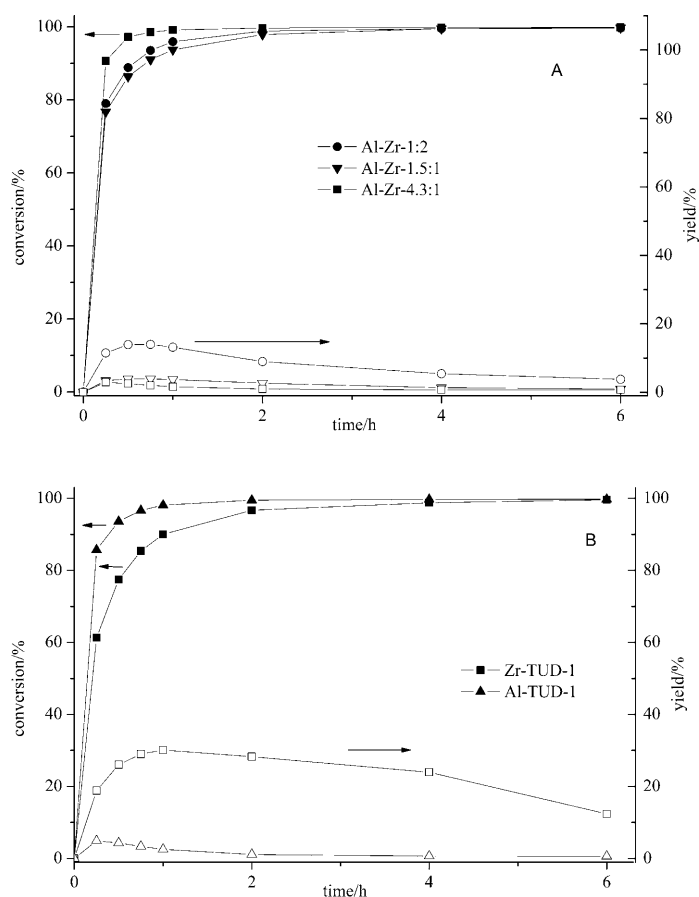 100
80
60
40
20
0
conversion/%
A
Al-Zr-1:2
Al-Zr-1.5:1
Al-Zr-4.3:1
100
80
60
40
20
0
yield/%
0 2 4 6
time/h
100
80
60
40
20
0
conversion/%
B
Zr-TUD-1
Al-TUD-1
100
80
60
40
20
0
yield/%
0 2 4 6
time/h